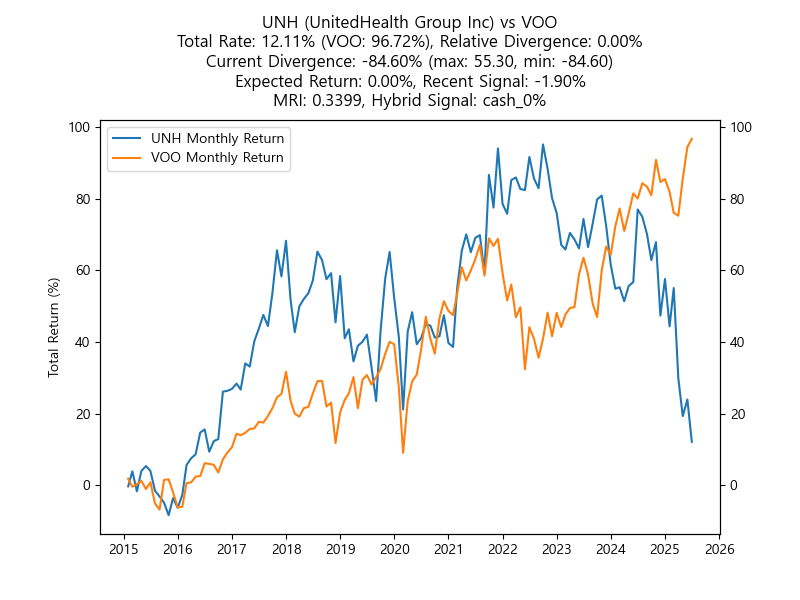 UNH (UnitedHealth Group Inc) vs VOO
Total Rate: 12.11% (VOO: 96.72%), Relative Divergence: 0.00%
Current Divergence: -84.60% (max: 55.30, min: -84.60)
Expected Return: 0.00%, Recent Signal: -1.90%
MRI: 0.3399, Hybrid Signal: cash_0%
UNH Monthly Return
VOO Monthly Return
Total Return (%)
100
80
60
40
20
0
100
80
60
40
20
0
2015 2016 2017 2018 2019 2020 2021 2022 2023 2024 2025 2026